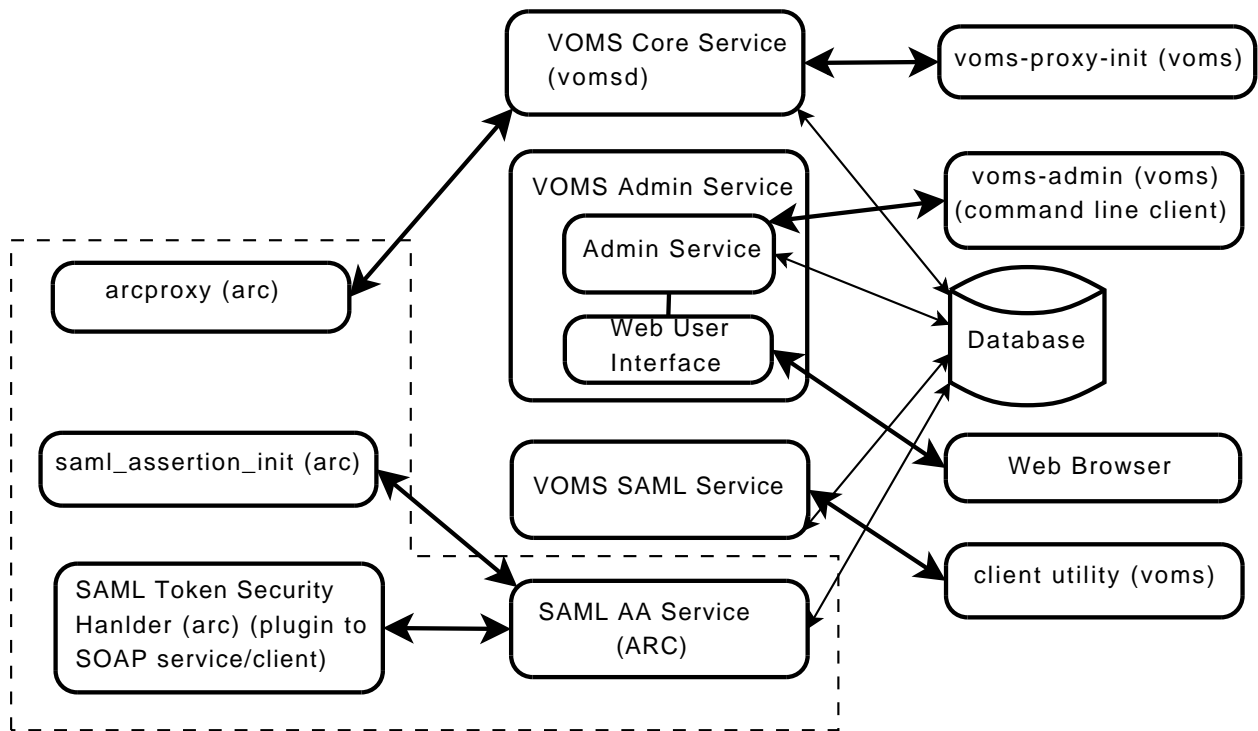 VOMS Core Service
(vomsd)
voms-proxy-init (voms)
VOMS Admin Service
voms-admin (voms)
(command line client)
Admin Service
arcproxy (arc)
Web User
Interface
Database
saml_assertion_init (arc)
VOMS SAML Service
Web Browser
SAML Token Security
Hanlder (arc) (plugin to
SOAP service/client)
SAML AA Service
(ARC)
client utility (voms)